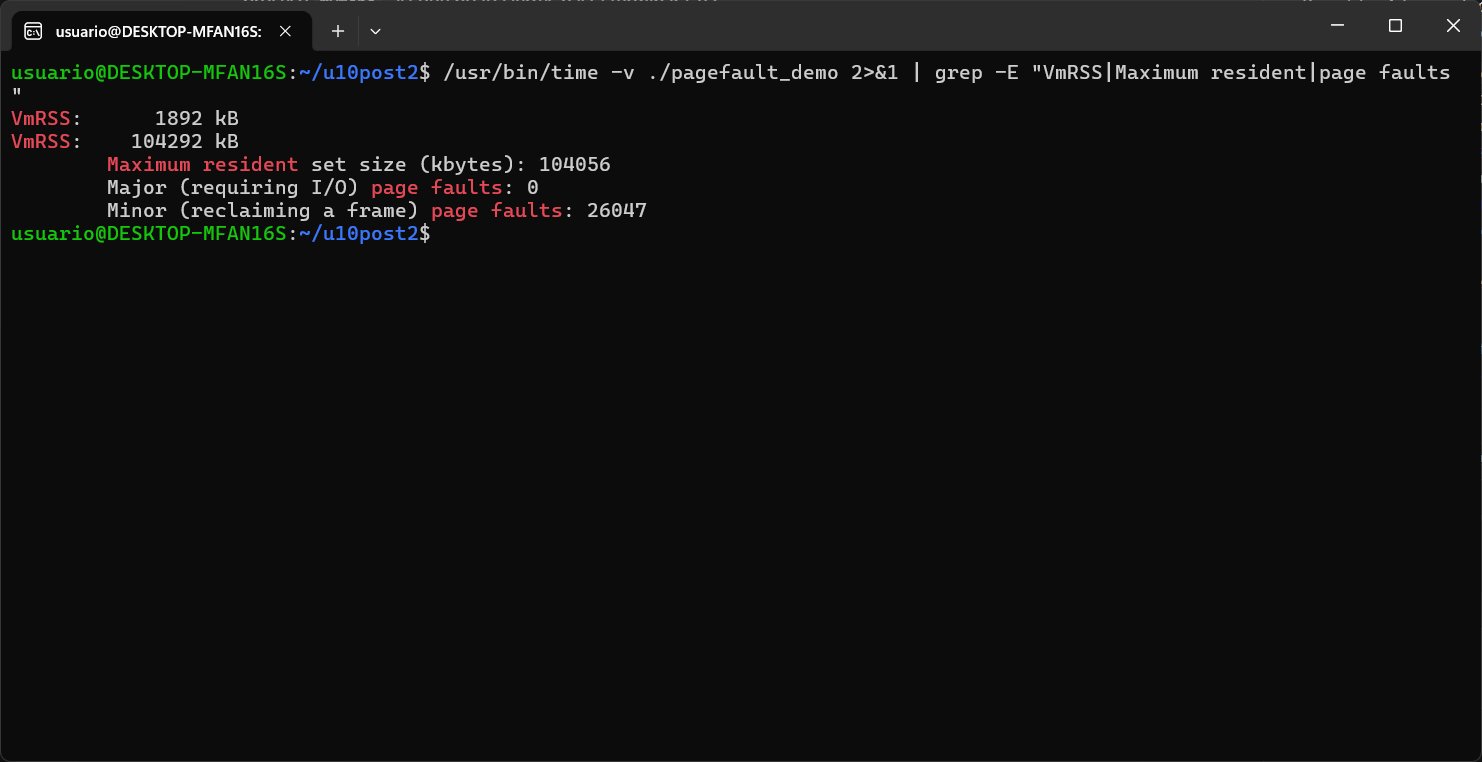 usuario@DESKTOP-MFAN16S:
usuario@DESKTOP-MFAN16S:~/u10post2$ /usr/bin/time -v ./pagefault_demo 2>&1 | grep -E "VmRSS|Maximum resident|page faults
"
VmRSS:      1892 kB
VmRSS:    104292 kB
        Maximum resident set size (kbytes): 104056
        Major (requiring I/O) page faults: 0
        Minor (reclaiming a frame) page faults: 26047
usuario@DESKTOP-MFAN16S:~/u10post2$